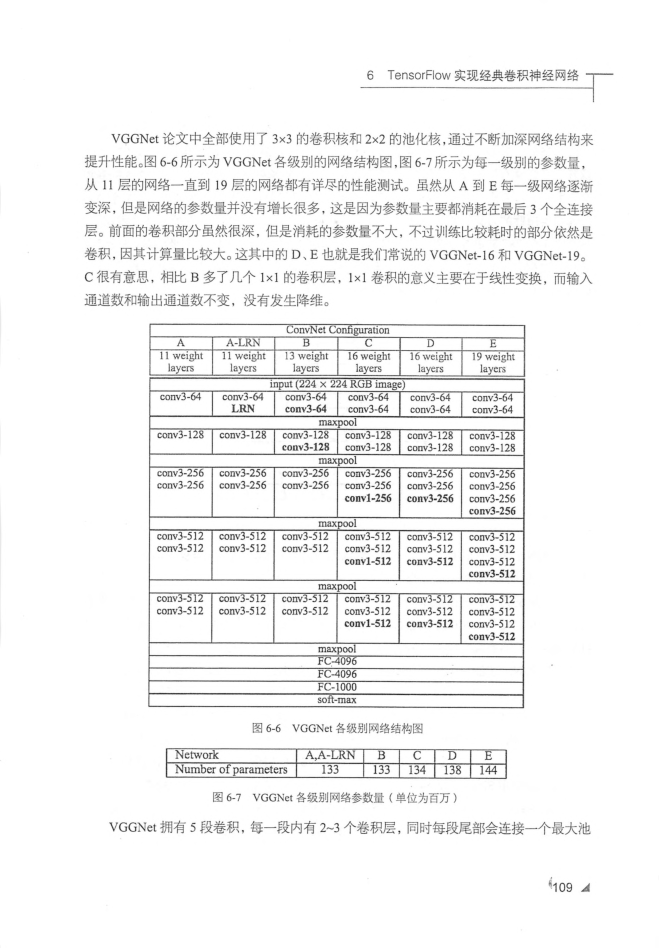 6 TensorFlow 实现经典卷积神经网络
VGGNet 论文中全部使用了 3×3 的卷积核和 2×2 的池化核，通过不断加深网络结构来
提升性能。图 6-6 所示为 VGGNet 各级别的网络结构图，图 6-7 所示为每一级别的参数量，
从 11 层的网络一直到 19 层的网络都有详尽的性能测试。虽然从 A 到 E 每一级网络逐渐
变深，但是网络的参数量并没有增长很多，这是因为参数量主要都消耗在最后 3 个全连接
层。前面的卷积部分虽然很深，但是消耗的参数量不大，不过训练比较耗时的部分依然是
卷积，因其计算量比较大。这其中的 D、E 也就是我们常说的 VGGNet-16 和 VGGNet-19。
C 很有意思，相比 B 多了几个 1×1 的卷积层，1×1 卷积的意义主要在于线性变换，而输入
通道数和输出通道数不变，没有发生降维。
ConvNet Configuration
A A-LRN B C D E
11 weight 11 weight 13 weight 16 weight 16 weight 19 weight
layers layers layers layers layers layers
input (224 × 224 RGB image)
conv3-64 conv3-64 conv3-64 conv3-64 conv3-64 conv3-64
LRN conv3-64 conv3-64 conv3-64 conv3-64
maxpool
conv3-128 conv3-128 conv3-128 conv3-128 conv3-128 conv3-128
conv3-128 conv3-128 conv3-128 conv3-128
maxpool
conv3-256 conv3-256 conv3-256 conv3-256 conv3-256 conv3-256
conv3-256 conv3-256 conv3-256 conv3-256 conv3-256 conv3-256
conv1-256 conv3-256 conv3-256
conv3-256
maxpool
conv3-512 conv3-512 conv3-512 conv3-512 conv3-512 conv3-512
conv3-512 conv3-512 conv3-512 conv3-512 conv3-512 conv3-512
conv1-512 conv3-512 conv3-512
conv3-512
maxpool
conv3-512 conv3-512 conv3-512 conv3-512 conv3-512 conv3-512
conv3-512 conv3-512 conv3-512 conv3-512 conv3-512 conv3-512
conv1-512 conv3-512 conv3-512
conv3-512
maxpool
FC-4096
FC-4096
FC-1000
soft-max
图 6-6 VGGNet 各级别网络结构图
Network A,A-LRN B C D E
Number of parameters 133 133 134 138 144
图 6-7 VGGNet 各级别网络参数量（单位为百万）
VGGNet 拥有 5 段卷积，每一段内有 2~3 个卷积层，同时每段尾部会连接一个最大池
109